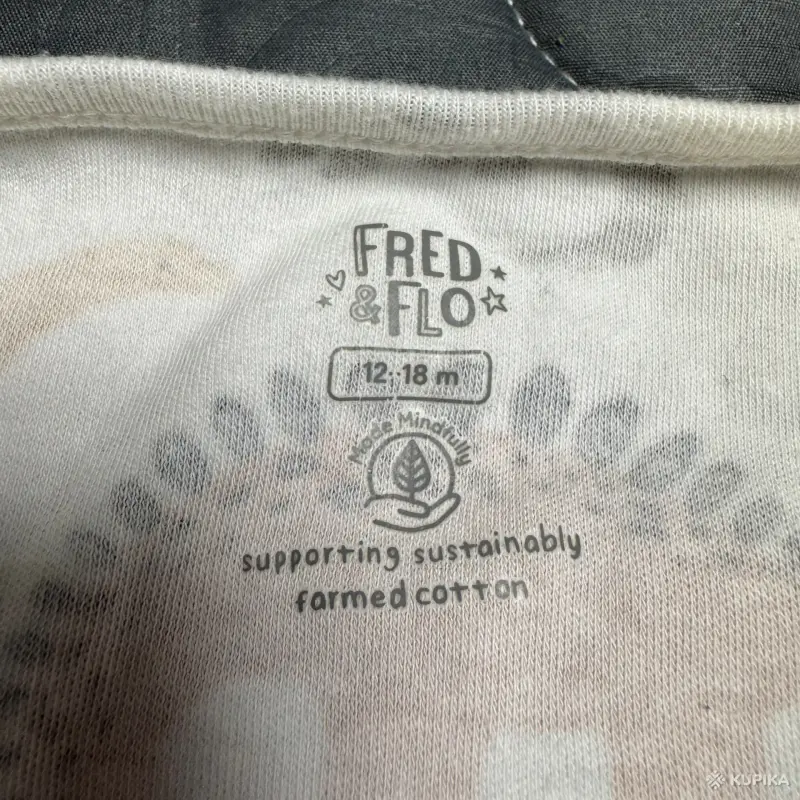 FRED
& FLO
12-18 m
Made Mindfully
supporting sustainably
farmed cotton
KUPIKA